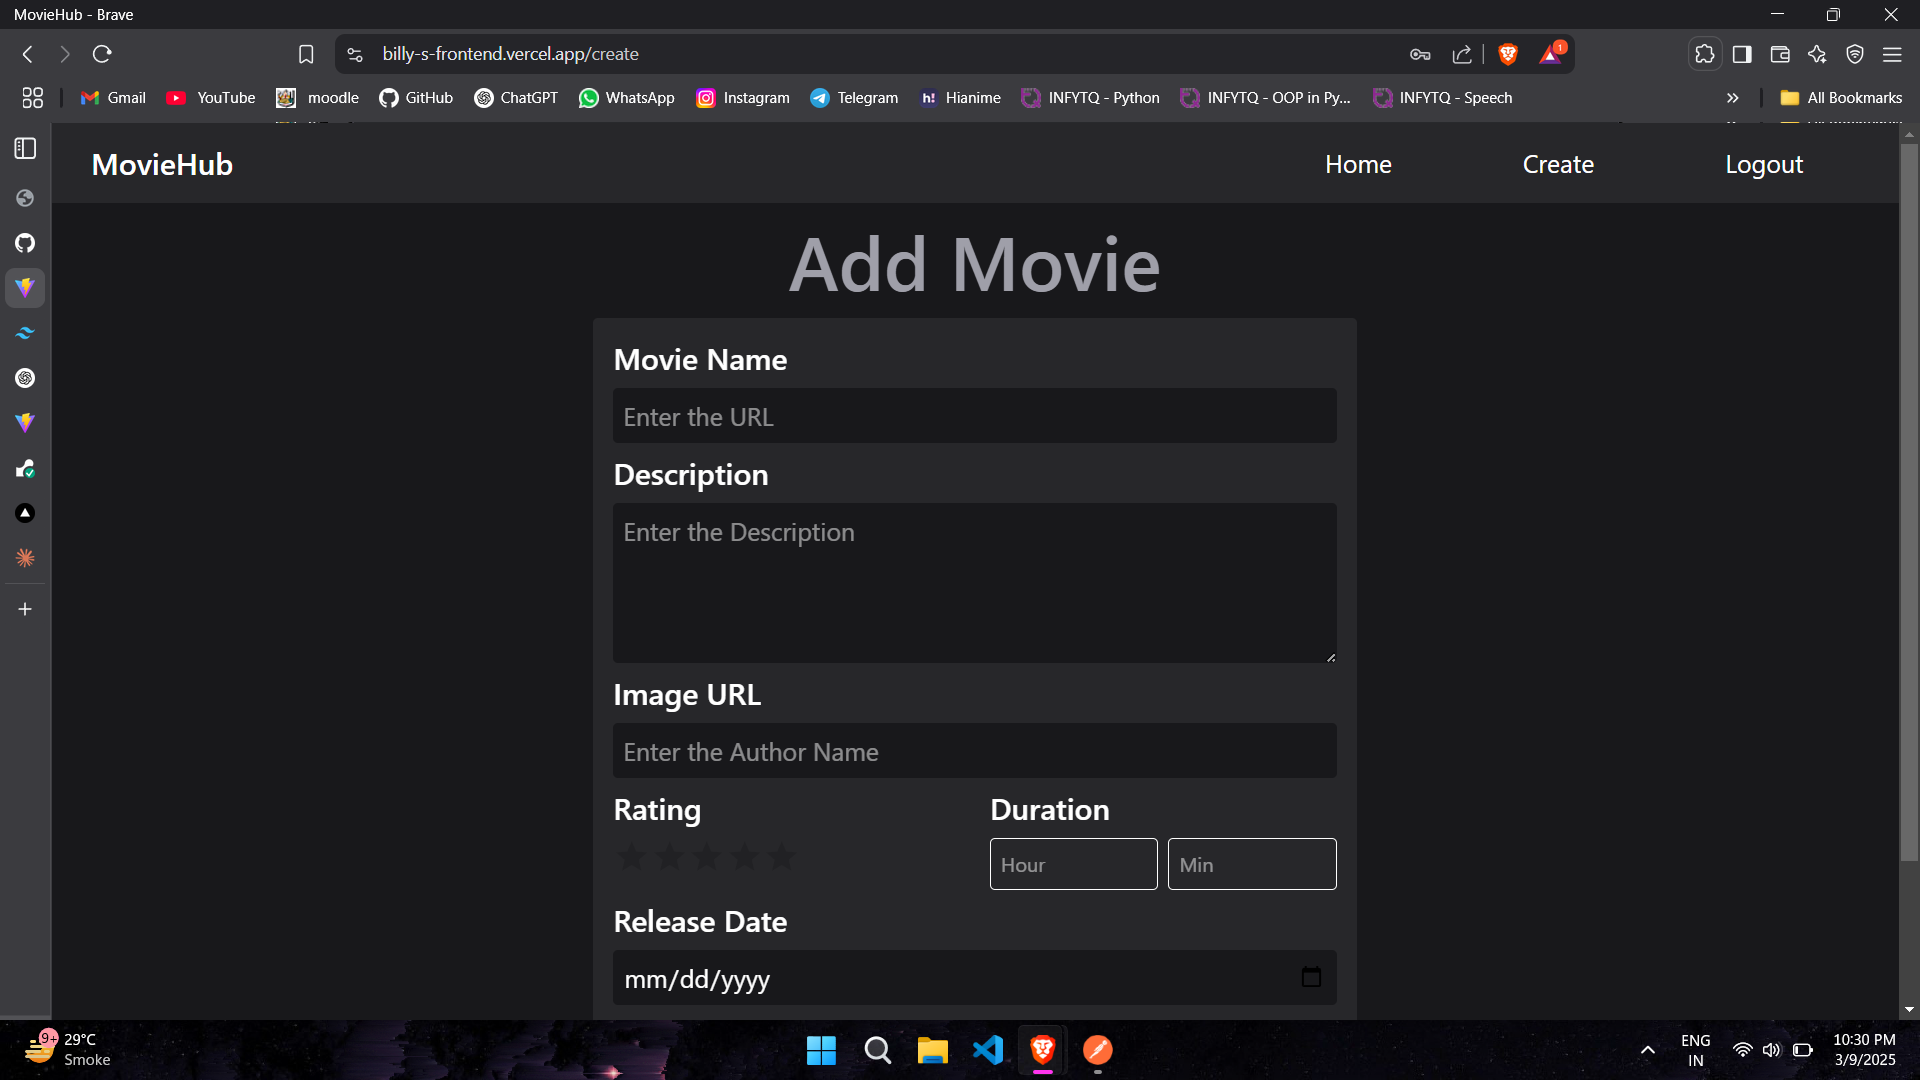 MovieHub - Brave
billy-s-frontend.vercel.app/create
1
Gmail YouTube moodle GitHub ChatGPT WhatsApp Instagram Telegram h! Hianime INFYTQ - Python INFYTQ - OOP in Py... INFYTQ - Speech » All Bookmarks
MovieHub Home Create Logout
Add Movie
Movie Name
Enter the URL
Description
Enter the Description
Image URL
Enter the Author Name
Rating Duration
Hour Min
Release Date
mm/dd/yyyy
9+ 29°C
Smoke
ENG
IN
10:30 PM
3/9/2025